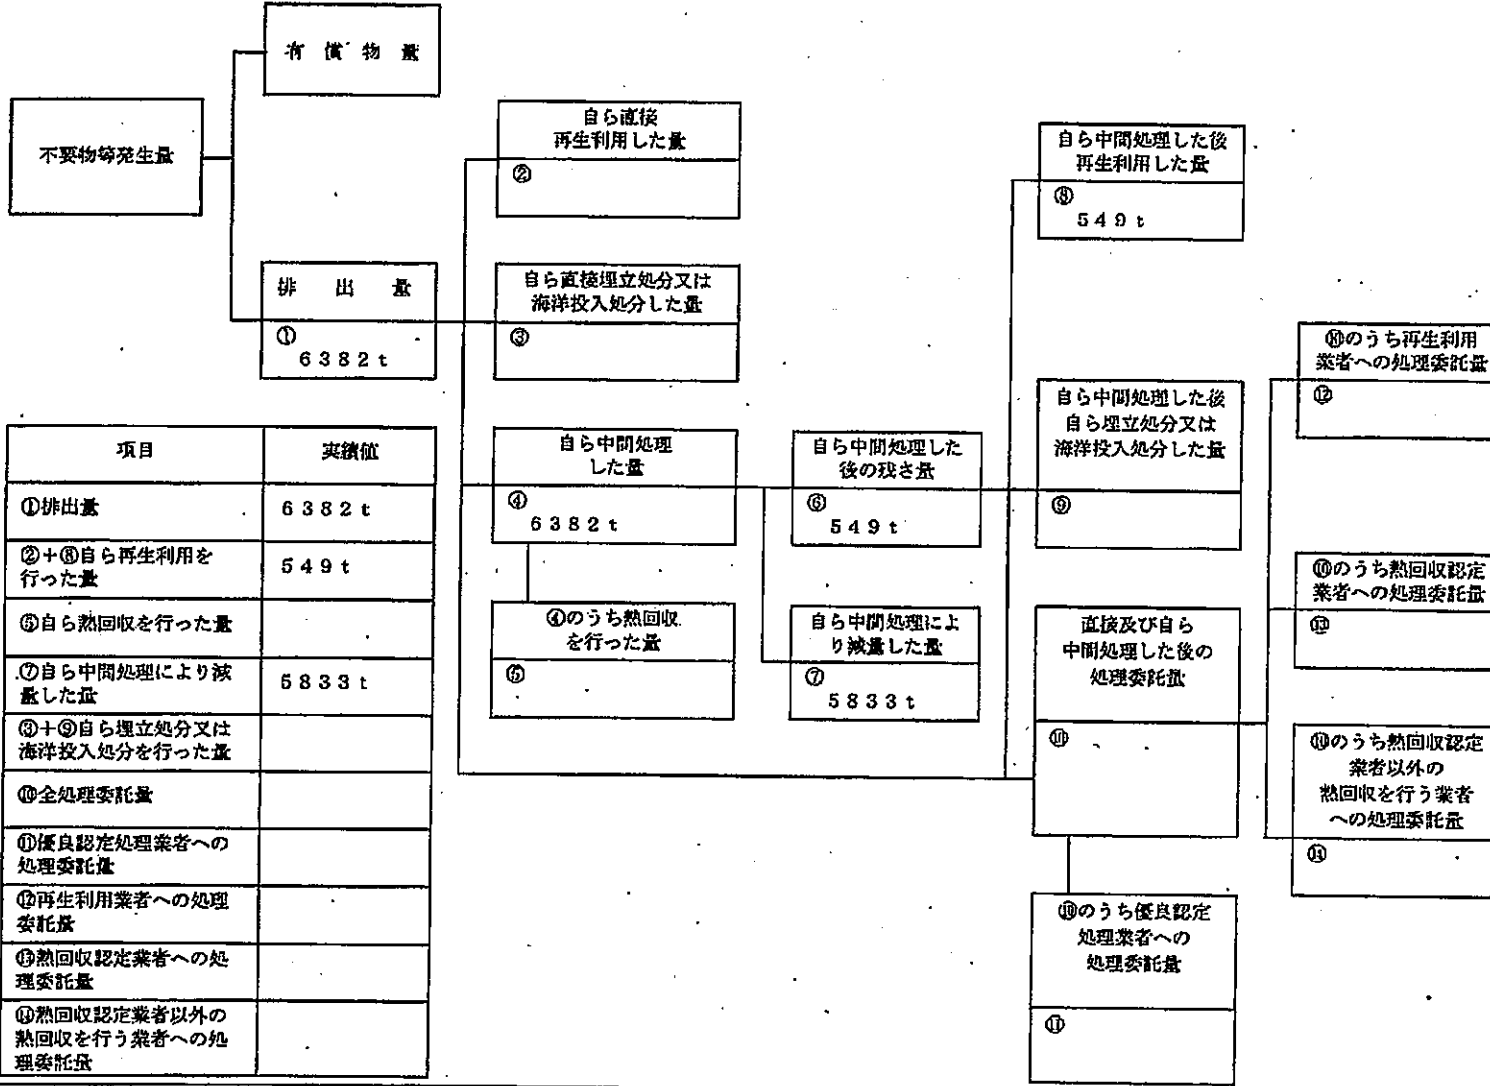 有償物量
不要物等発生量
排出量
①
6382t
自ら直接
再生利用した量
②
自ら直接埋立処分又は
海洋投入処分した量
③
自ら中間処理
した量
④
6382t
④のうち熱回収
を行った量
⑤
自ら中間処理した
後の残さ量
⑥
549t
自ら中間処理によ
り減量した量
⑦
5833t
自ら中間処理した後
再生利用した量
⑧
549t
自ら中間処理した後
自ら埋立処分又は
海洋投入処分した量
⑨
直接及び自ら
中間処理した後の
処理委託量
⑩
⑩のうち優良認定
処理業者への
処理委託量
⑪
⑩のうち再生利用
業者への処理委託量
⑫
⑩のうち熱回収認定
業者への処理委託量
⑬
⑩のうち熱回収認定
業者以外の
熱回収を行う業者
への処理委託量
⑭
項目 実績値
①排出量 6382t
②+⑧自ら再生利用を
行った量 549t
⑤自ら熱回収を行った量
⑦自ら中間処理により減
量した量 5833t
③+⑨自ら埋立処分又は
海洋投入処分を行った量
⑩全処理委託量
⑪優良認定処理業者への
処理委託量
⑫再生利用業者への処理
委託量
⑬熱回収認定業者への処
理委託量
⑭熱回収認定業者以外の
熱回収を行う業者への処
理委託量